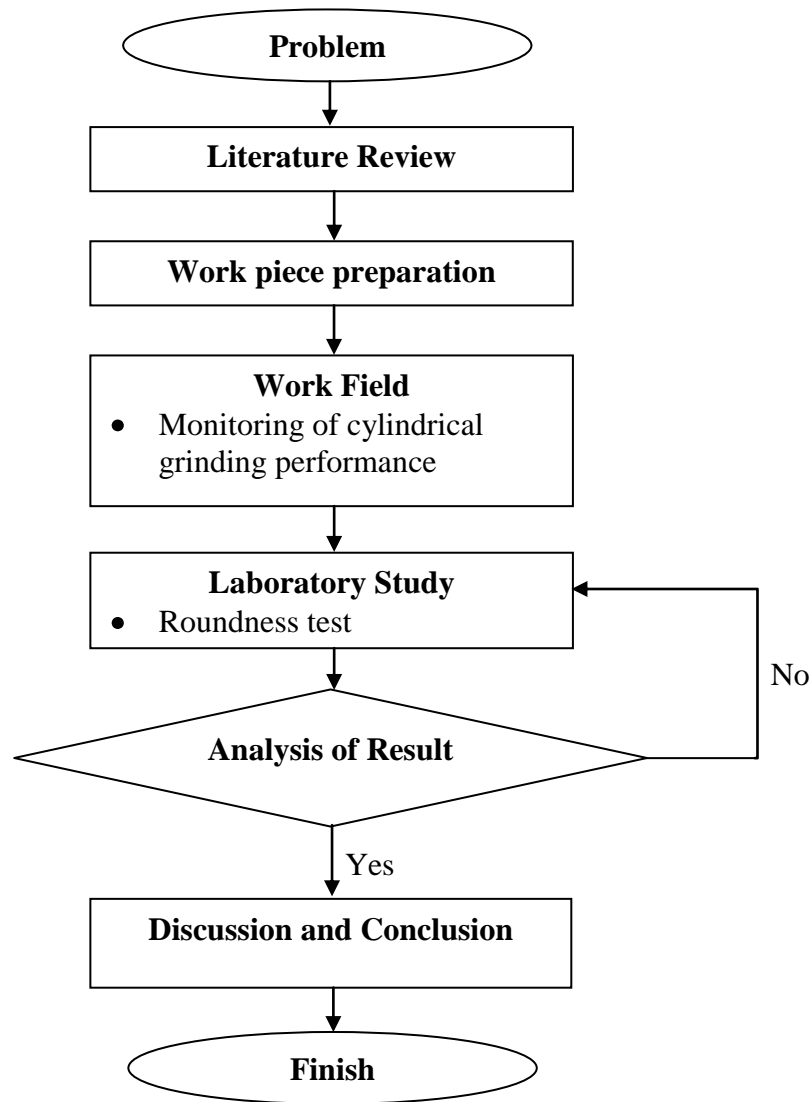 Problem
Literature Review
Work piece preparation
Work Field
• Monitoring of cylindrical
grinding performance
Laboratory Study
• Roundness test
No
Analysis of Result
Yes
Discussion and Conclusion
Finish